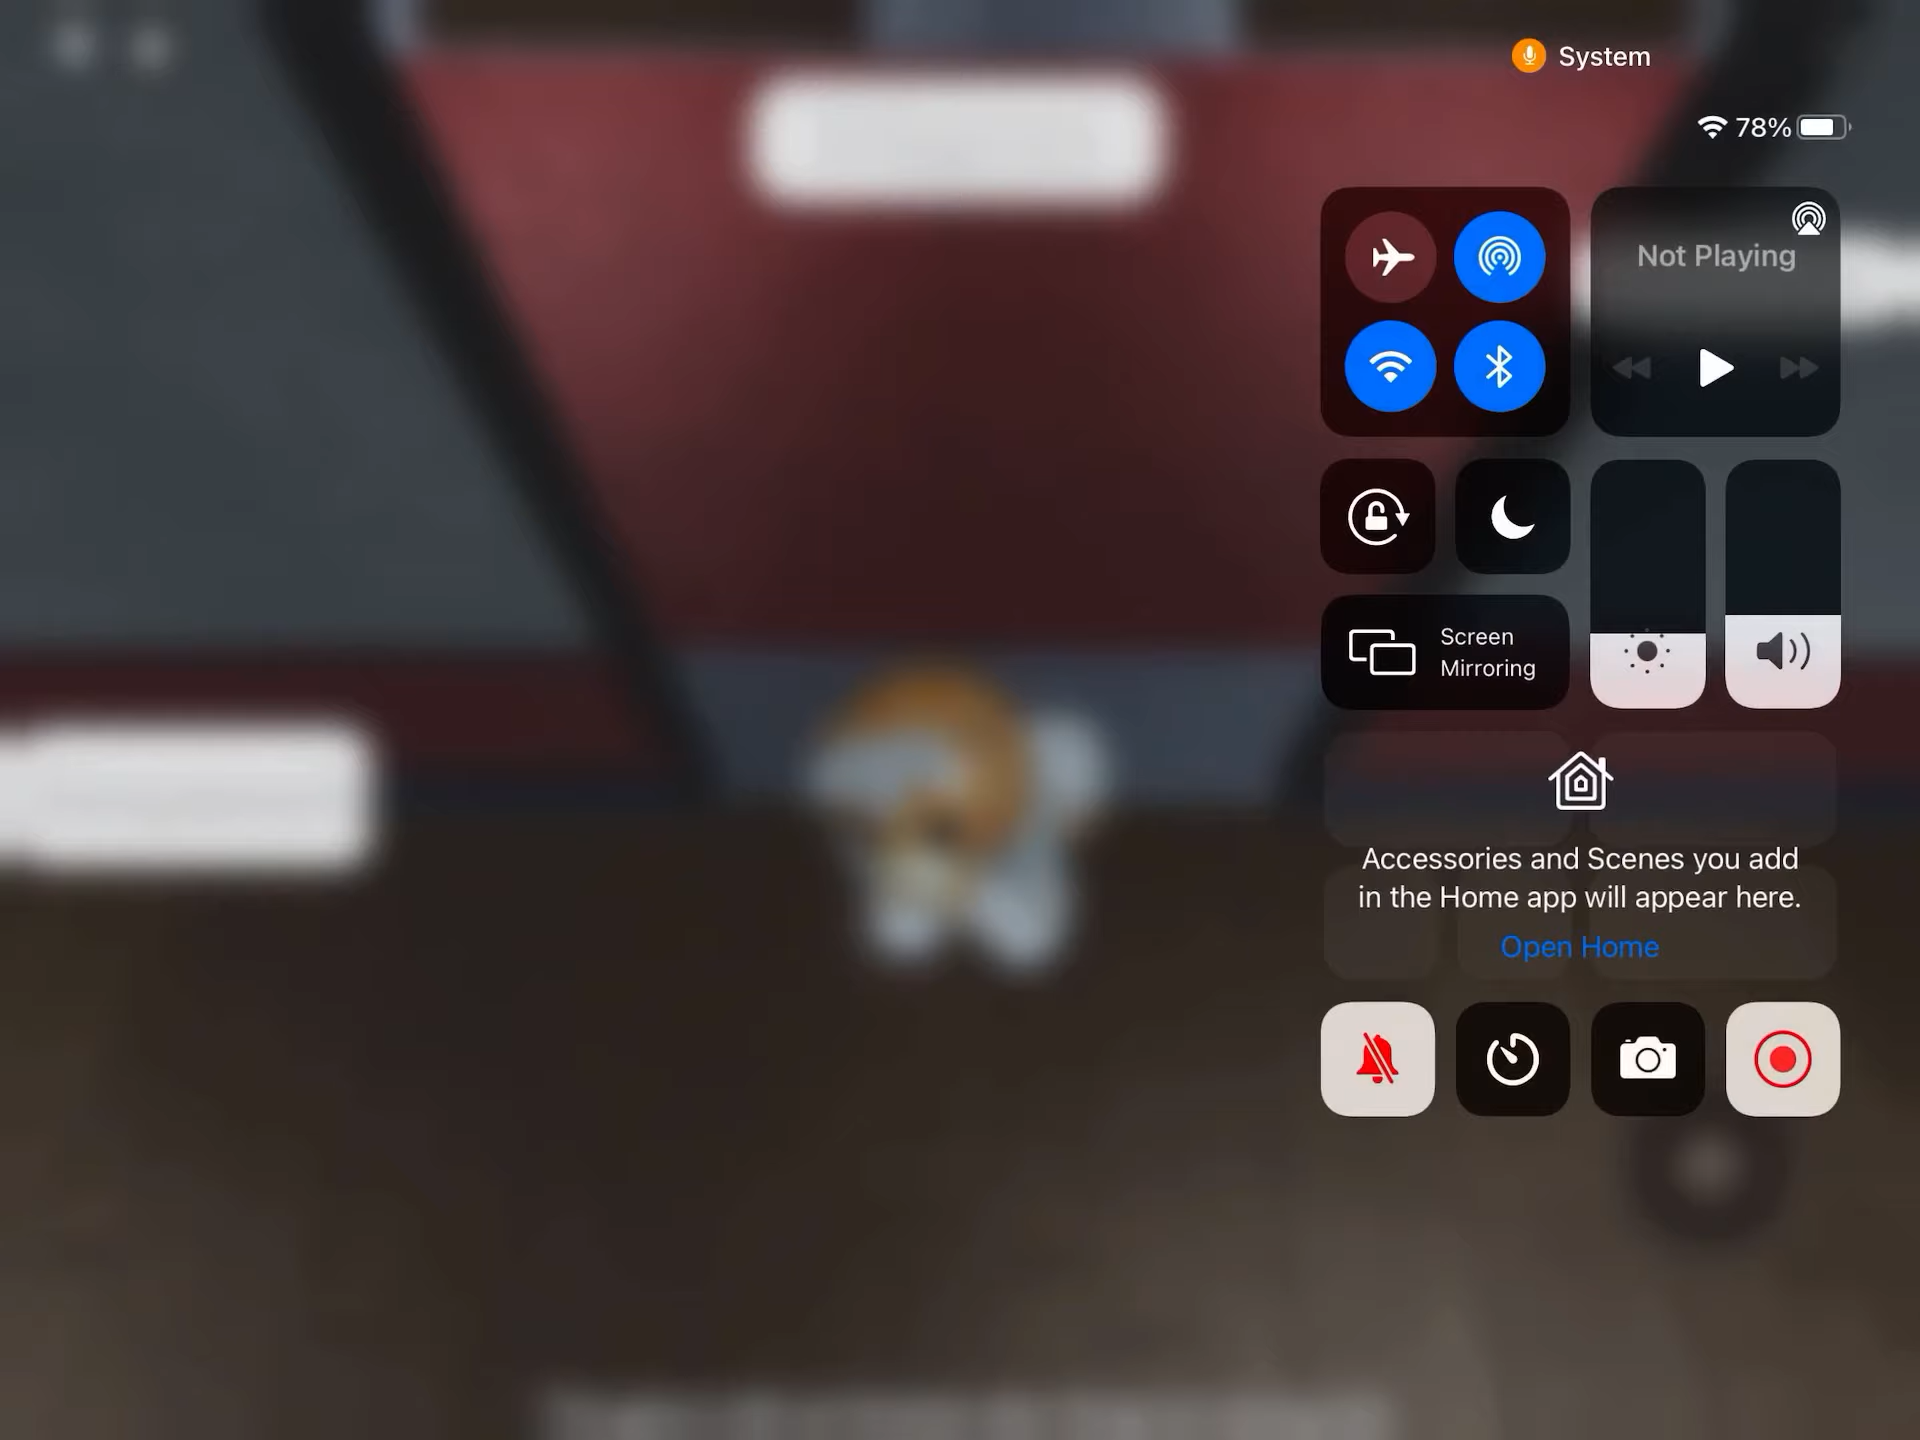 System
78%
Not Playing
Screen
Mirroring
Accessories and Scenes you add
in the Home app will appear here.
Open Home